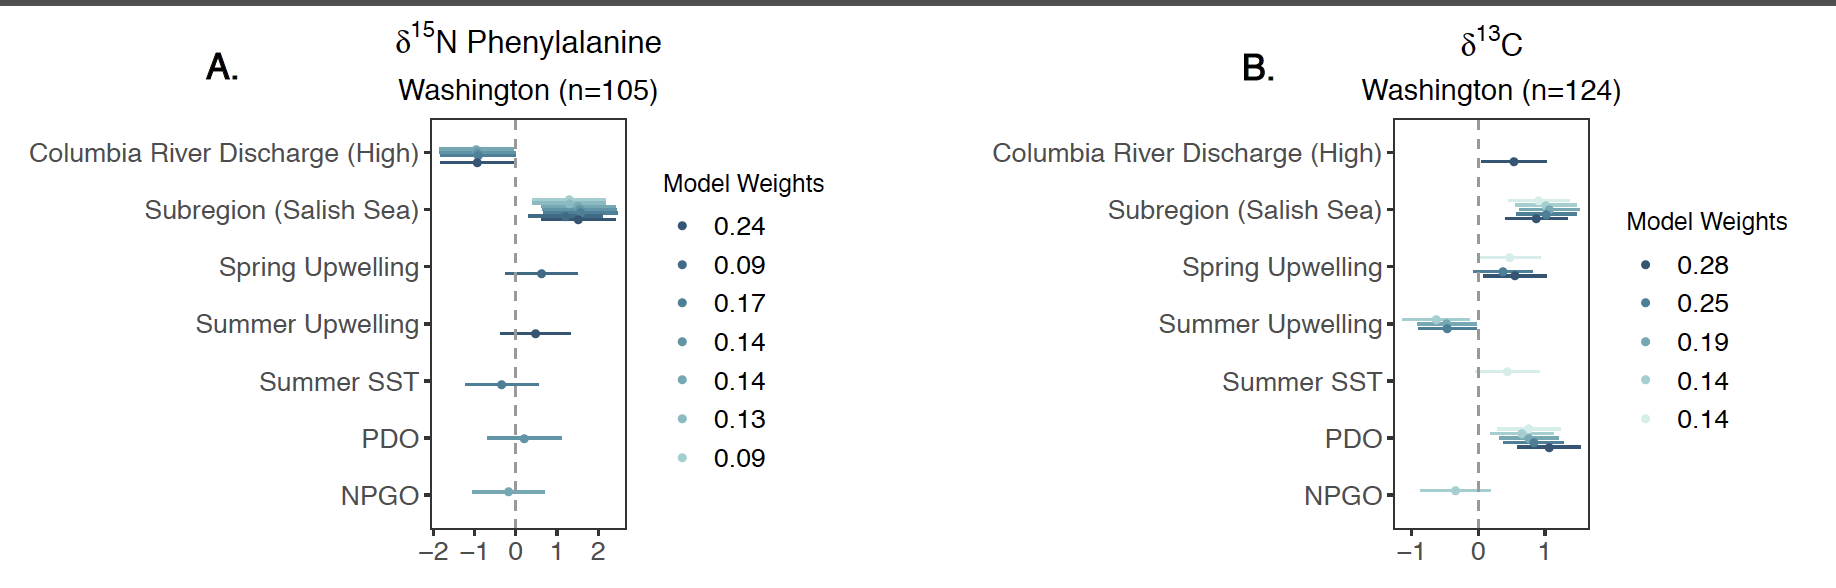 A.
δ15N Phenylalanine
Washington (n=105)
Columbia River Discharge (High)
Subregion (Salish Sea)
Spring Upwelling
Summer Upwelling
Summer SST
PDO
NPGO
−2 −1 0 1 2
Model Weights
0.24
0.09
0.17
0.14
0.14
0.13
0.09
B.
δ13C
Washington (n=124)
Columbia River Discharge (High)
Subregion (Salish Sea)
Spring Upwelling
Summer Upwelling
Summer SST
PDO
NPGO
−1 0 1
Model Weights
0.28
0.25
0.19
0.14
0.14